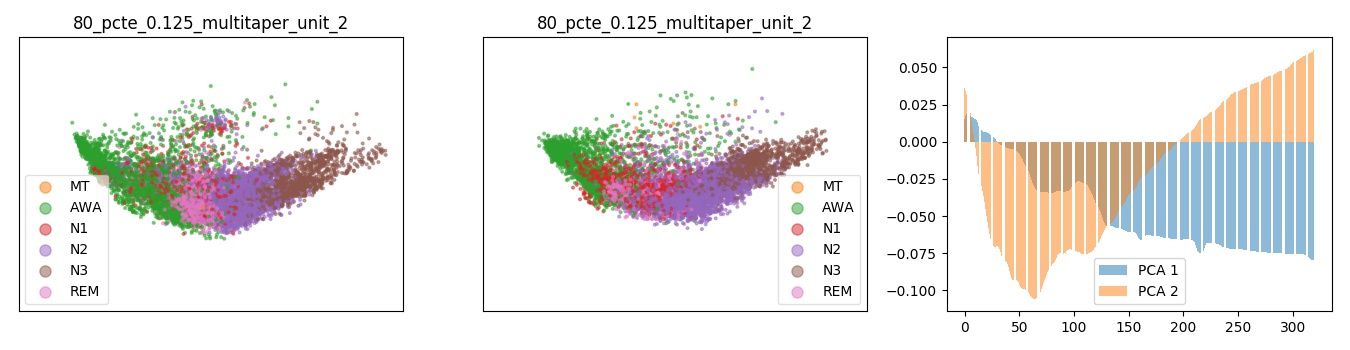 80_pcte_0.125_multitaper_unit_2
MT
AWA
N1
N2
N3
REM
80_pcte_0.125_multitaper_unit_2
MT
AWA
N1
N2
N3
REM
0.050
0.025
0.000
−0.025
−0.050
−0.075
−0.100
PCA 1
PCA 2
0 50 100 150 200 250 300